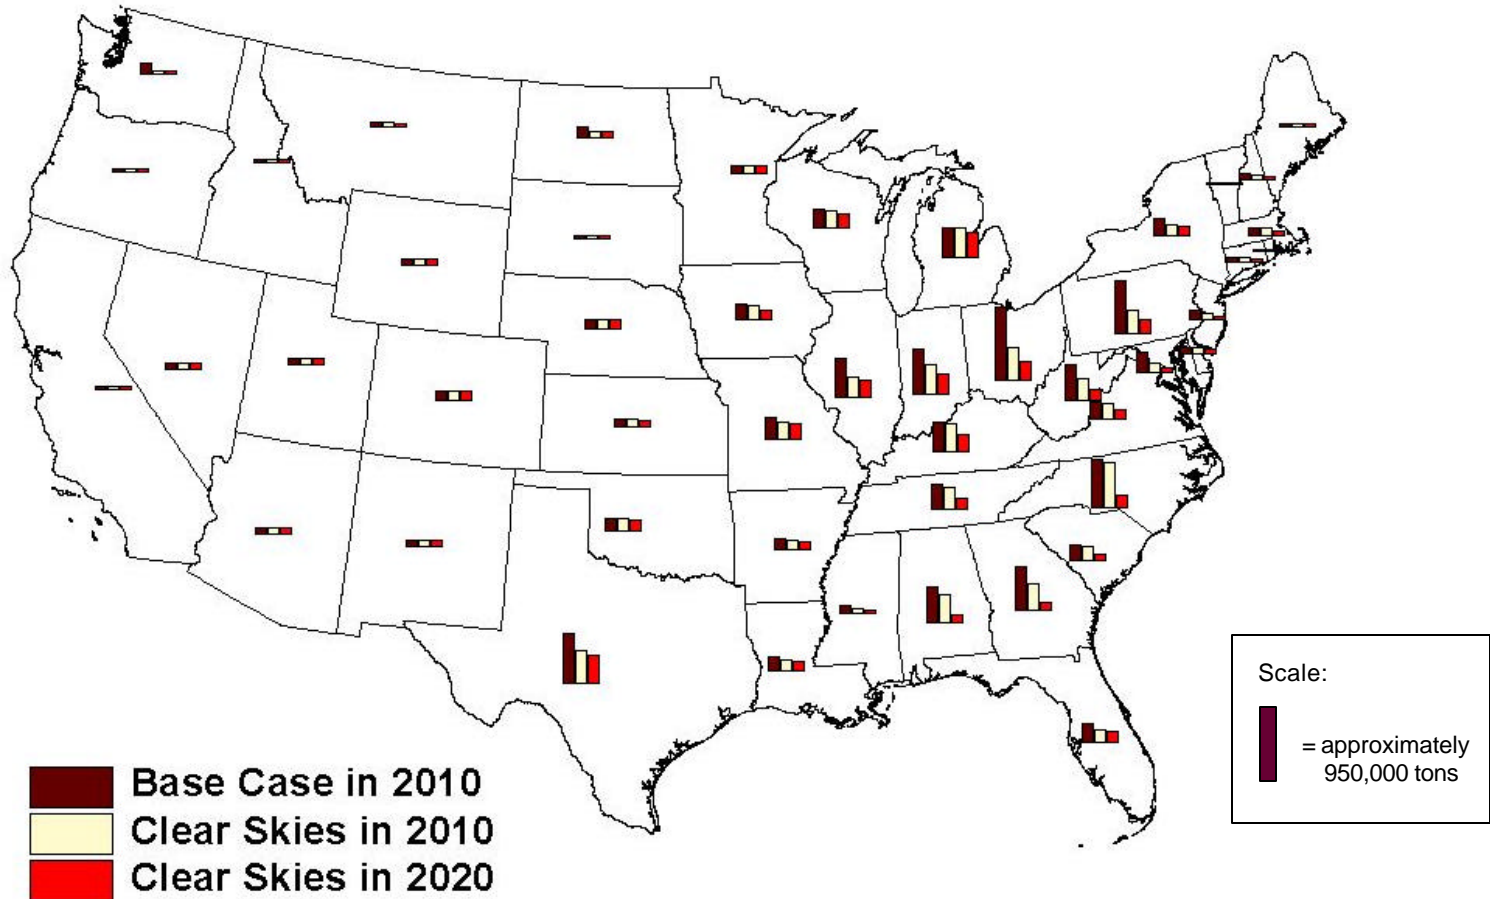 Scale:
= approximately
950,000 tons
Base Case in 2010
Clear Skies in 2010
Clear Skies in 2020